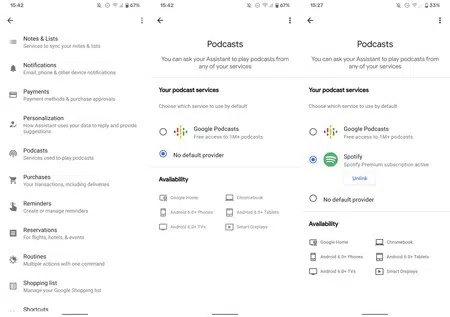 15:42
67%
Notes & Lists
Services to sync your notes & lists
Notifications
Email, phone & other device notifications
Payments
Payment methods & purchase approvals
Personalization
How Assistant uses your data to reply and provide
suggestions
Podcasts
Services used to play podcasts
Purchases
Your transactions, including deliveries
Reminders
Create or manage reminders
Reservations
For flights, hotels, & events
Routines
Multiple actions with one command
Shopping list
Manage your Google Shopping list
Shortcuts
15:42
67%
Podcasts
You can ask your Assistant to play podcasts from
any of your services
Your podcast services
Choose which service to use by default
Google Podcasts
Free access to 1M+ podcasts
No default provider
Availability
Google Home
Chromebook
Android 6.0+ Phones
Android 6.0+ Tablets
Android 6.0+ TVs
Smart Displays
15:27
33%
Podcasts
You can ask your Assistant to play podcasts from
any of your services
Your podcast services
Choose which service to use by default
Google Podcasts
Free access to 1M+ podcasts
Spotify
Spotify Premium subscription active
Unlink
No default provider
Availability
Google Home
Chromebook
Android 6.0+ Phones
Android 6.0+ Tablets
Android 6.0+ TVs
Smart Displays